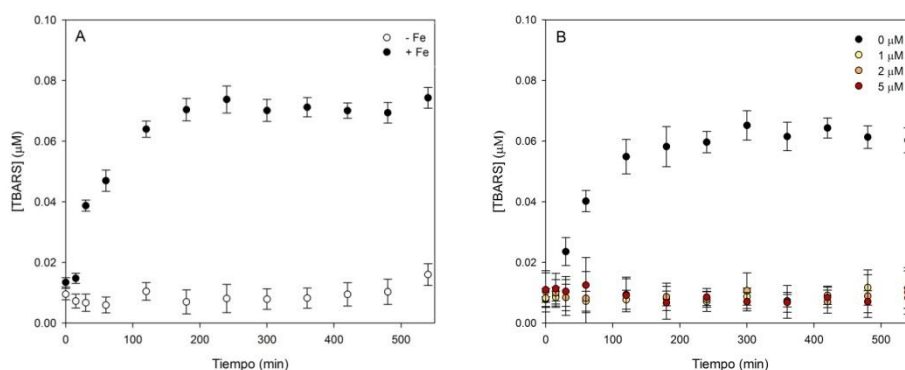 A
- Fe
+ Fe
[TBARS] (µM)
0.10
0.08
0.06
0.04
0.02
0.00
0
100
200
300
400
500
Tiempo (min)
B
0 µM
1 µM
2 µM
5 µM
[TBARS] (µM)
0.10
0.08
0.06
0.04
0.02
0.00
0
100
200
300
400
500
Tiempo (min)